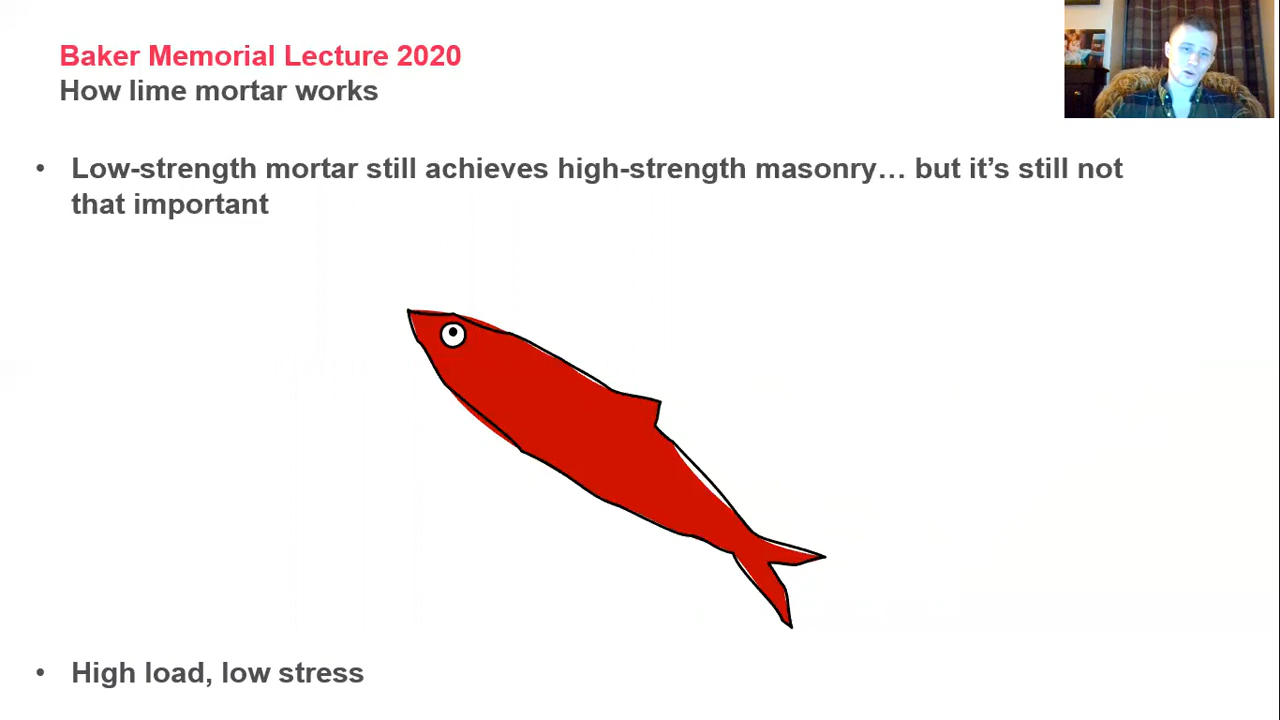 Baker Memorial Lecture 2020
How lime mortar works
• Low-strength mortar still achieves high-strength masonry… but it’s still not
that important
• High load, low stress